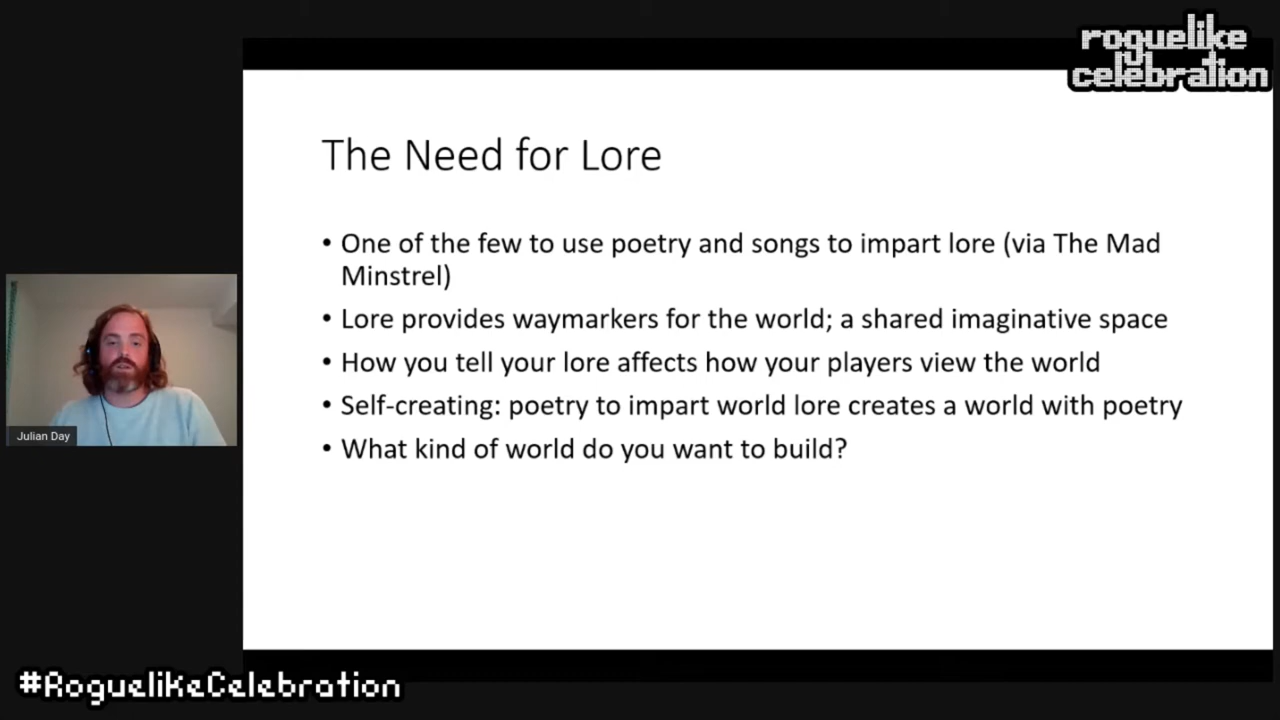 roguelike
celebration
The Need for Lore
• One of the few to use poetry and songs to impart lore (via The Mad
Minstrel)
• Lore provides waymarkers for the world; a shared imaginative space
• How you tell your lore affects how your players view the world
• Self-creating: poetry to impart world lore creates a world with poetry
• What kind of world do you want to build?
Julian Day
#RoguelikeCelebration